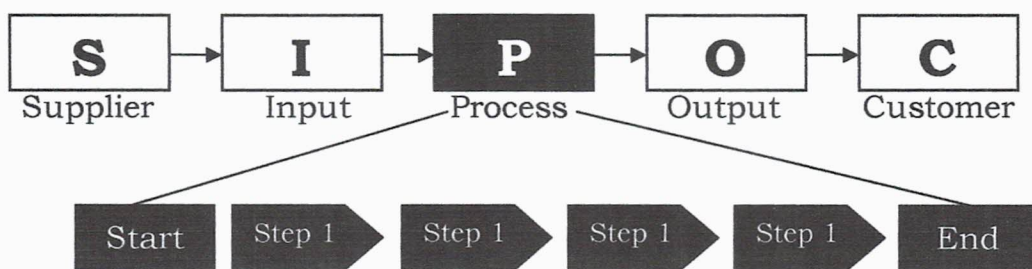 S I P O C
Supplier Input Process Output Customer
Start Step 1 Step 1 Step 1 Step 1 End